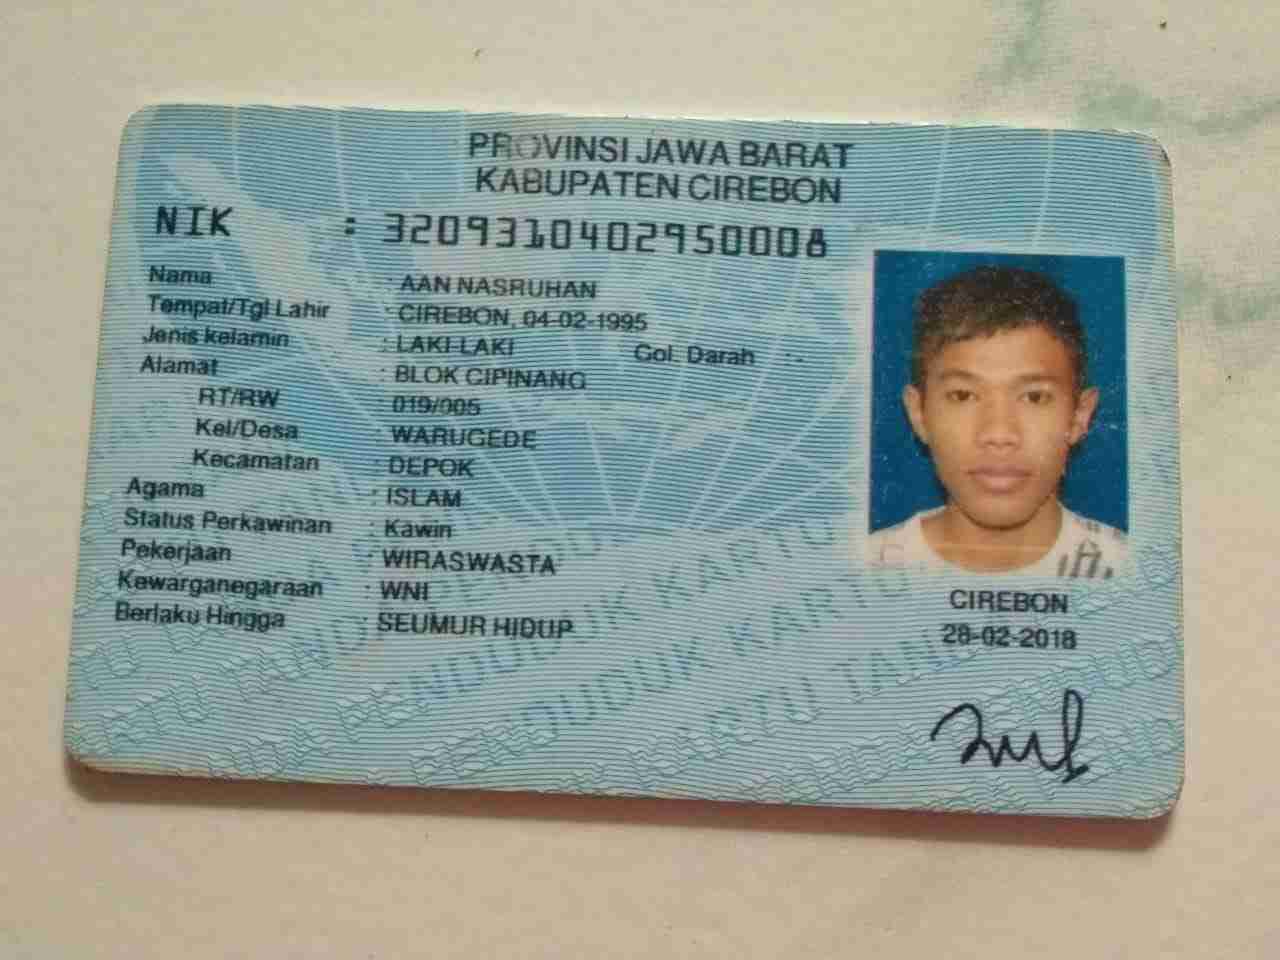 PROVINSI JAWA BARAT
KABUPATEN CIREBON
NIK : 3209310402950008
Nama : AAN NASRUHAN
Tempat/Tgl Lahir : CIREBON, 04-02-1995
Jenis kelamin : LAKI-LAKI Gol. Darah : -
Alamat : BLOK CIPINANG
RT/RW : 019/005
Kel/Desa : WARUGEDE
Kecamatan : DEPOK
Agama : ISLAM
Status Perkawinan : Kawin
Pekerjaan : WIRASWASTA
Kewarganegaraan : WNI
Berlaku Hingga : SEUMUR HIDUP
CIREBON
28-02-2018